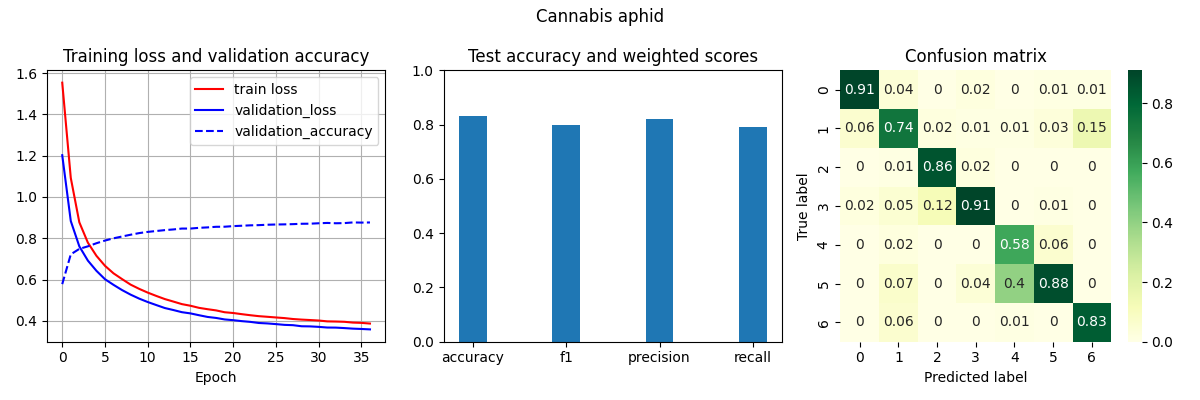 Cannabis aphid
Training loss and validation accuracy
1.6
1.4
1.2
1.0
0.8
0.6
0.4
train loss
validation_loss
validation_accuracy
0 5 10 15 20 25 30 35
Epoch
Test accuracy and weighted scores
1.0
0.8
0.6
0.4
0.2
0.0
accuracy f1 precision recall
Confusion matrix
True label
0 0.91 0.04 0 0.02 0 0.01 0.01
1 0.06 0.74 0.02 0.01 0.01 0.03 0.15
2 0 0.01 0.86 0.02 0 0 0
3 0.02 0.05 0.12 0.91 0 0.01 0
4 0 0.02 0 0 0.58 0.06 0
5 0 0.07 0 0.04 0.4 0.88 0
6 0 0.06 0 0 0.01 0 0.83
0 1 2 3 4 5 6
Predicted label
0.8
0.6
0.4
0.2
0.0